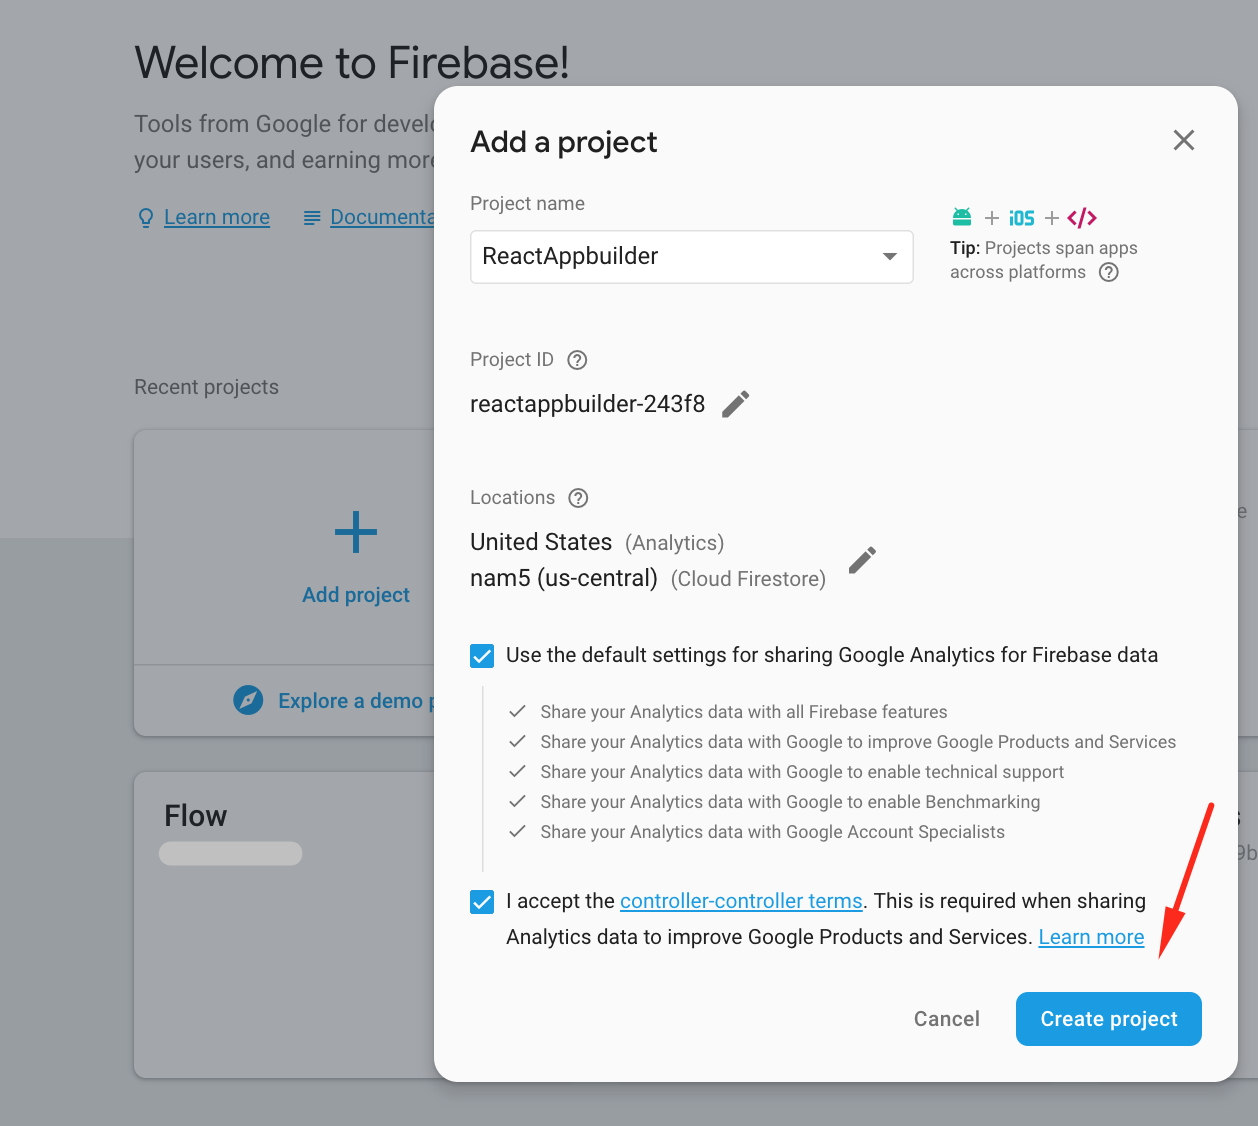 Welcome to Firebase!
Tools from Google for
your users, and earning
Learn more
Recent projects
Add project
Explore a demo
Flow
Add a project
Project name
ReactAppbuilder
iOS
Tip: Projects span apps
across platforms
Project ID
reactappbuilder-243f8
Locations
United States (Analytics)
nam5 (us-central) (Cloud Firestore)
Use the default settings for sharing Google Analytics for Firebase data
Share your Analytics data with all Firebase features
Share your Analytics data with Google to improve Google Products and Services
Share your Analytics data with Google to enable technical support
Share your Analytics data with Google to enable Benchmarking
Share your Analytics data with Google Account Specialists
I accept the controller-controller terms. This is required when sharing
Analytics data to improve Google Products and Services. Learn more
Cancel
Create project